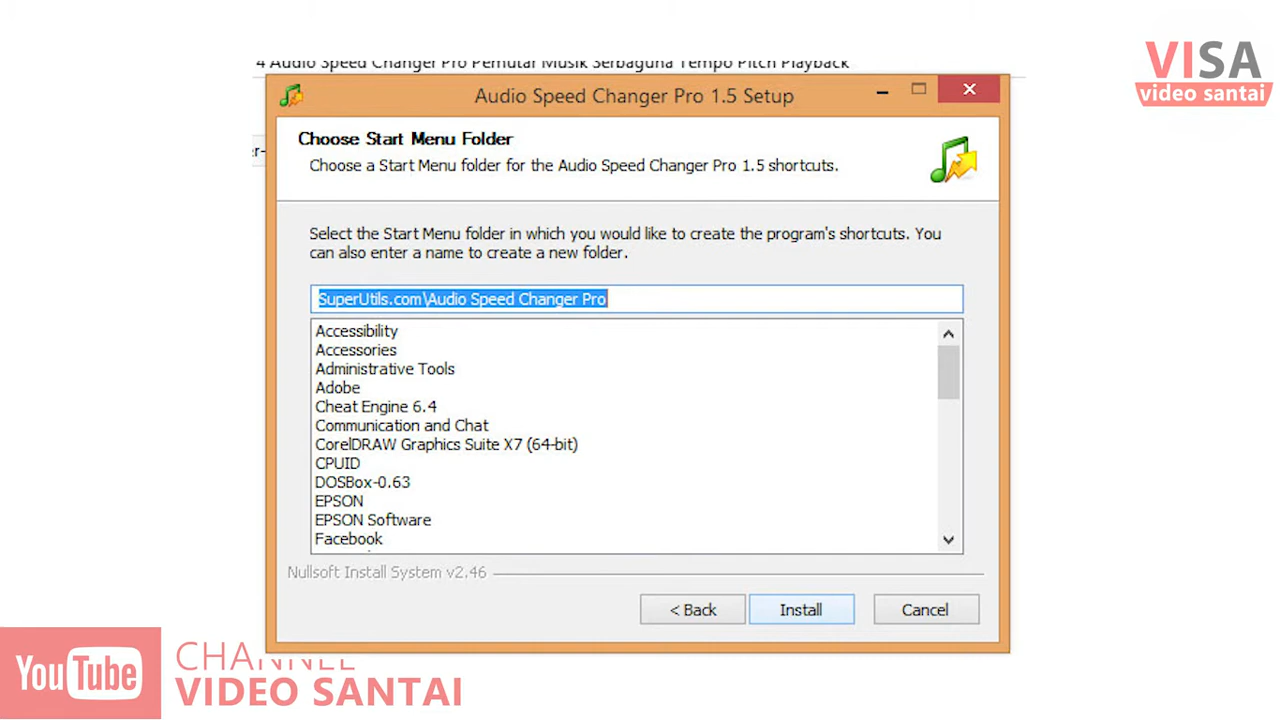 4 Audio Speed Changer Pro Pemutar Musik Serbaguna Tempo Pitch Playback
VISA
video santai
Audio Speed Changer Pro 1.5 Setup
Choose Start Menu Folder
Choose a Start Menu folder for the Audio Speed Changer Pro 1.5 shortcuts.
Select the Start Menu folder in which you would like to create the program's shortcuts. You
can also enter a name to create a new folder.
SuperUtils.com\Audio Speed Changer Pro
Accessibility
Accessories
Administrative Tools
Adobe
Cheat Engine 6.4
Communication and Chat
CorelDRAW Graphics Suite X7 (64-bit)
CPUID
DOSBox-0.63
EPSON
EPSON Software
Facebook
Nullsoft Install System v2.46
< Back
Install
Cancel
YouTube
CHANNEL
VIDEO SANTAI